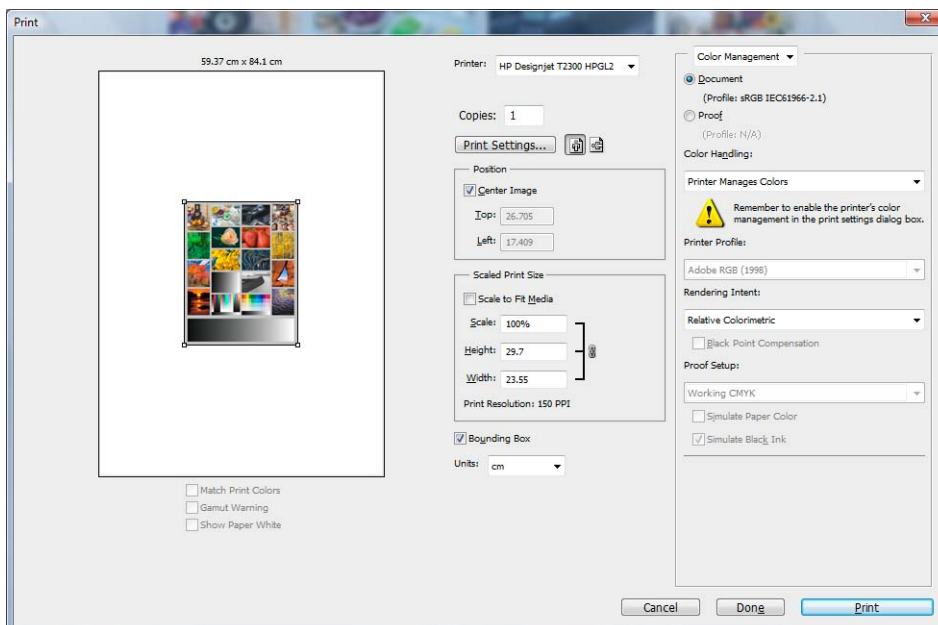 Print
59.37 cm x 84.1 cm
Match Print Colors
Gamut Warning
Show Paper White
Printer: HP Designjet T2300 HPGL2
Copies: 1
Print Settings...
Position
Center Image
Top: 26.705
Left: 17.409
Scaled Print Size
Scale to Fit Media
Scale: 100%
Height: 29.7
Width: 23.55
Print Resolution: 150 PPI
Bounding Box
Units: cm
Color Management
Document
(Profile: sRGB IEC61966-2.1)
Proof
(Profile: N/A)
Color Handling:
Printer Manages Colors
Remember to enable the printer's color
management in the print settings dialog box.
Printer Profile:
Adobe RGB (1998)
Rendering Intent:
Relative Colorimetric
Black Point Compensation
Proof Setup:
Working CMYK
Simulate Paper Color
Simulate Black Ink
Cancel
Done
Print